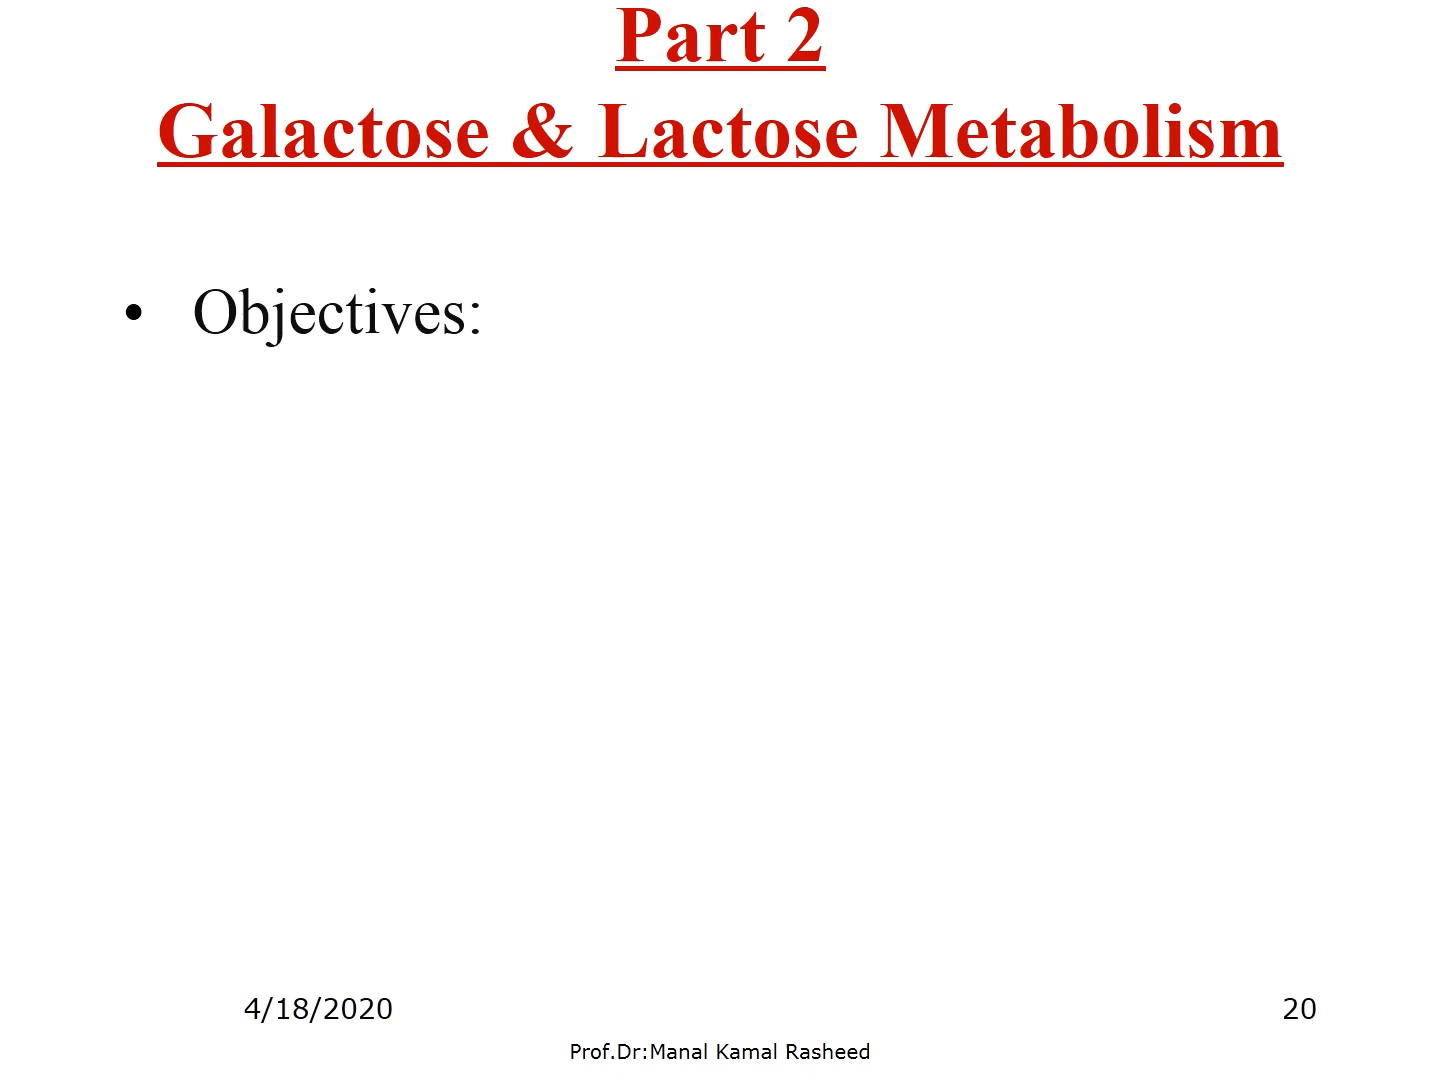 Part 2
Galactose & Lactose Metabolism
• Objectives:
4/18/2020
20
Prof.Dr:Manal Kamal Rasheed